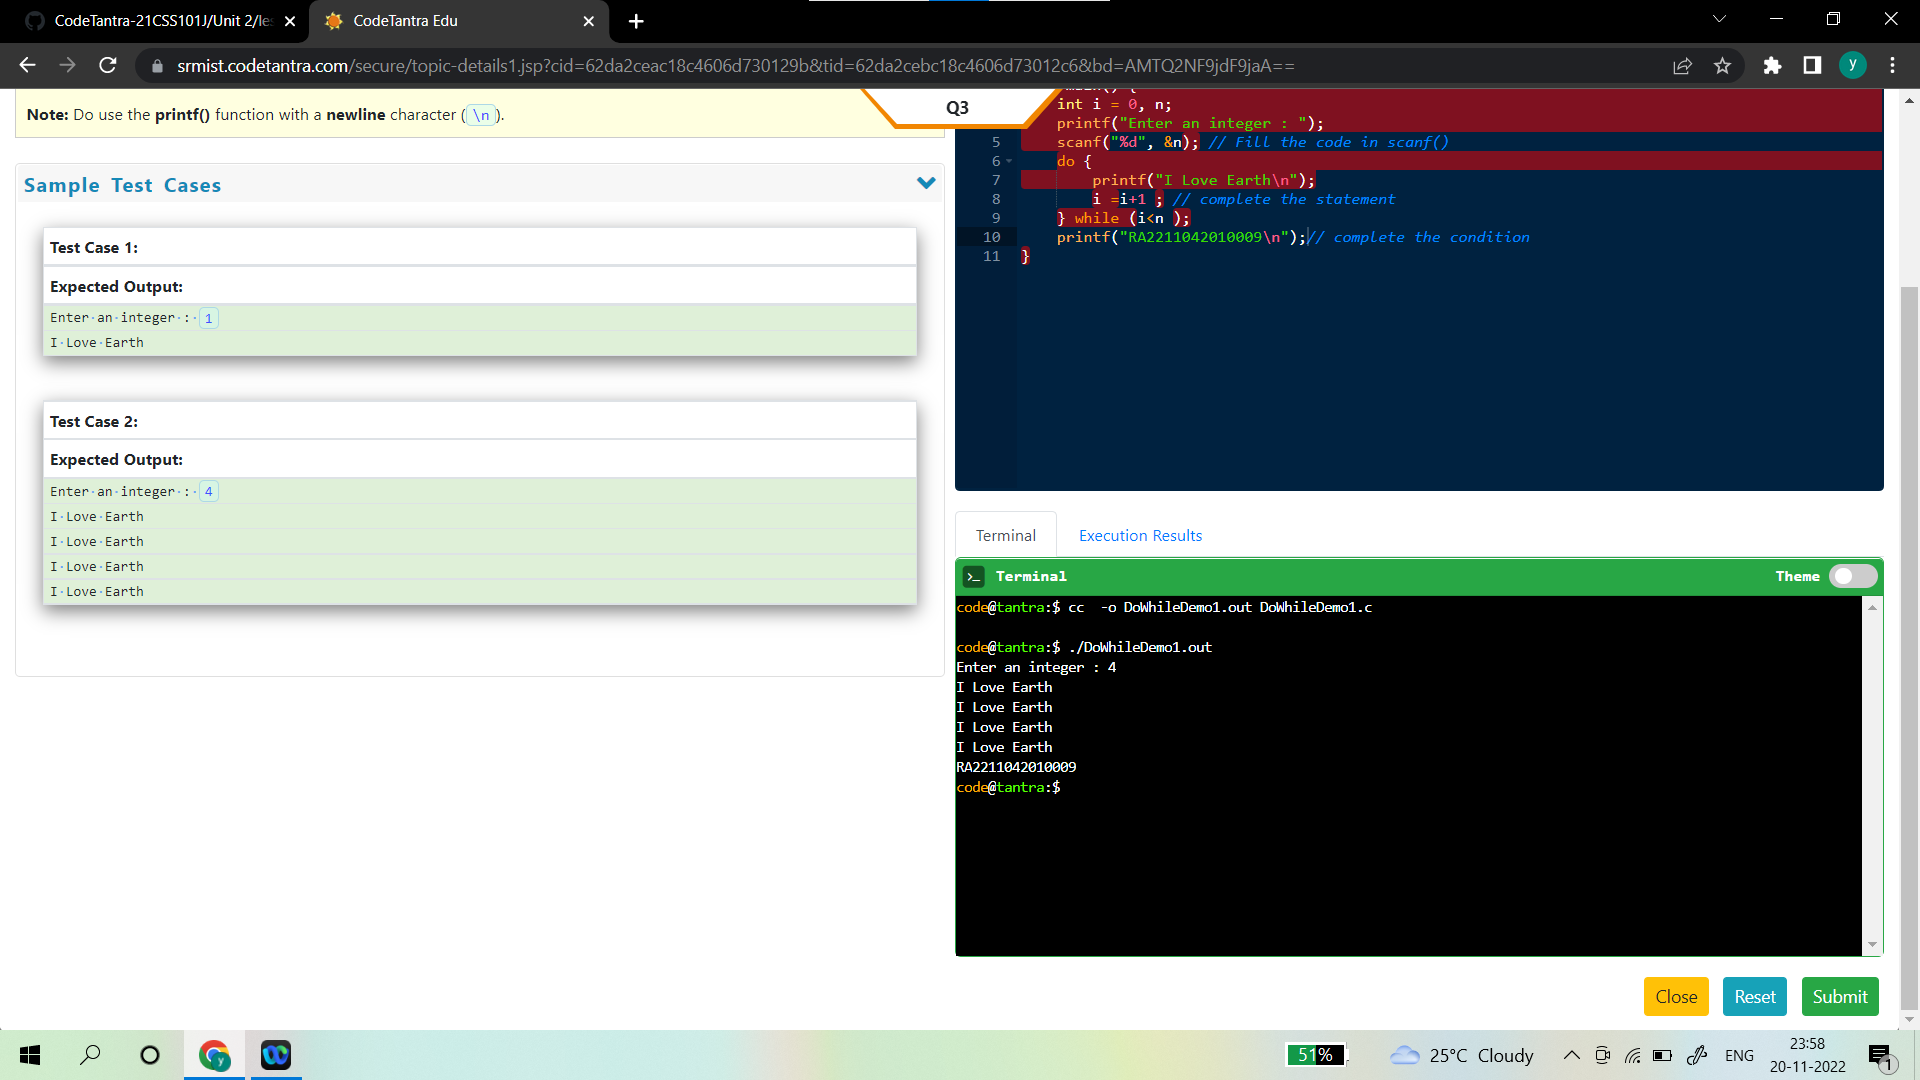 CodeTantra-21CSS101J/Unit 2/les
CodeTantra Edu
srmist.codetantra.com/secure/topic-details1.jsp?cid=62da2ceac18c4606d730129b&tid=62da2cebc18c4606d73012c6&bd=AMTQ2NF9jdF9jaA==
y
Note: Do use the printf() function with a newline character ( \n ).
Q3
Sample Test Cases
Test Case 1:
Expected Output:
Enter·an·integer·:· 1
I·Love·Earth
Test Case 2:
Expected Output:
Enter·an·integer·:· 4
I·Love·Earth
I·Love·Earth
I·Love·Earth
I·Love·Earth
int i = 0, n;
printf("Enter an integer : ");
5 scanf("%d", &n); // Fill the code in scanf()
6 do {
7 printf("I Love Earth\n");
8 i =i+1 ; // complete the statement
9 } while (i<n );
10 printf("RA2211042010009\n");// complete the condition
11 }
Terminal
Execution Results
>_ Terminal
Theme
code@tantra:$ cc  -o DoWhileDemo1.out DoWhileDemo1.c
code@tantra:$ ./DoWhileDemo1.out
Enter an integer : 4
I Love Earth
I Love Earth
I Love Earth
I Love Earth
RA2211042010009
code@tantra:$
Close
Reset
Submit
51%
25°C Cloudy
ENG
23:58
20-11-2022
1